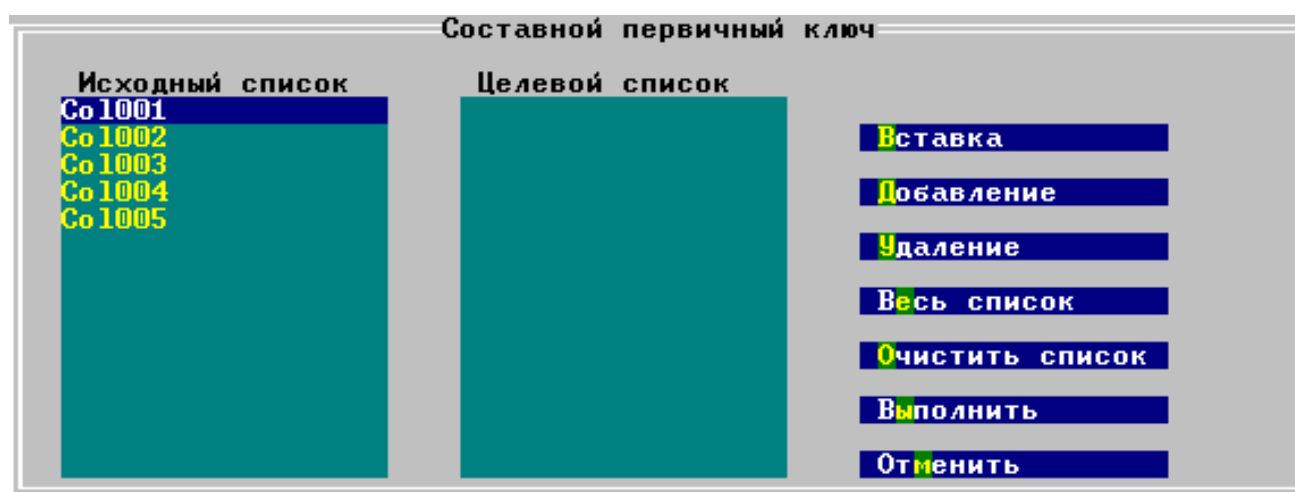 Составной первичный ключ
Исходный список
Целевой список
Col001
Col002
Col003
Col004
Col005
Вставка
Добавление
Удаление
Весь список
Очистить список
Выполнить
Отменить